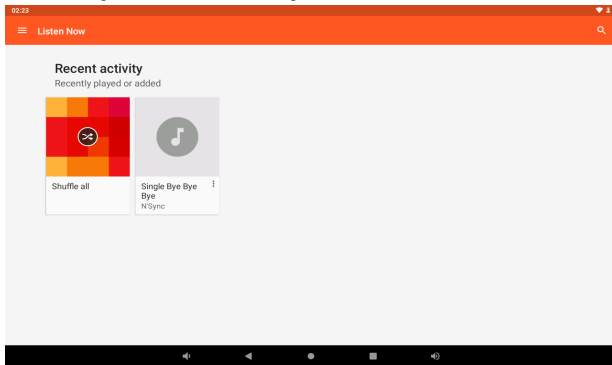 02:23
Listen Now
Recent activity
Recently played or added
Shuffle all
Single Bye Bye
Bye
N'Sync